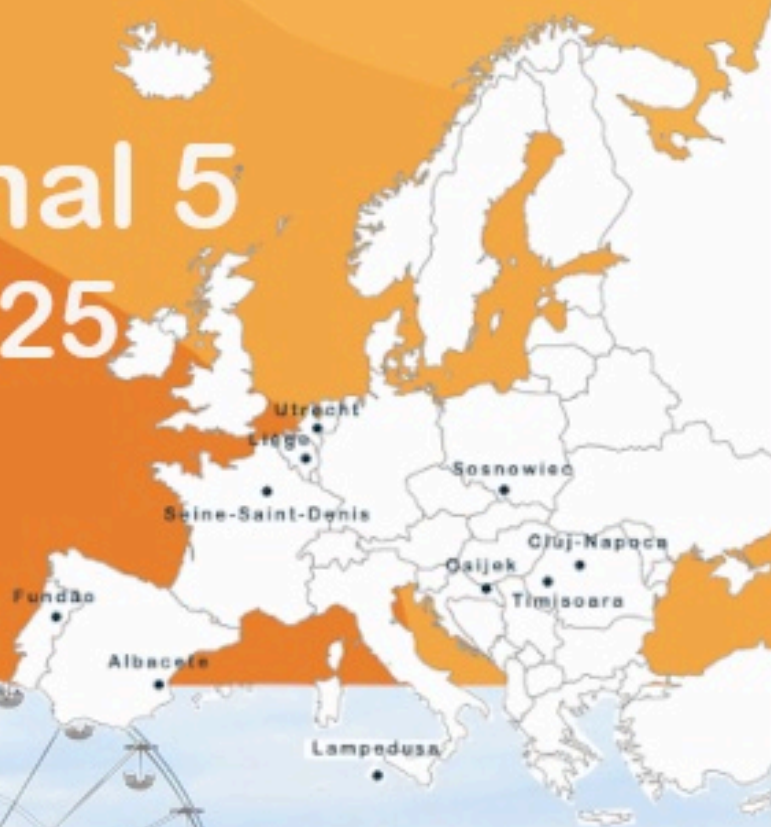 nal 5
25
Utrecht
Liège
Sosnowiec
Seine-Saint-Denis
Cluj-Napoca
Osijek
Timisoara
Fundão
Albacete
Lampedusa